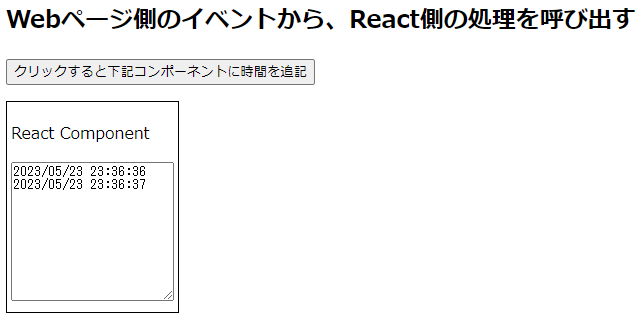 Webページ側のイベントから、React側の処理を呼び出す
クリックすると下記コンポーネントに時間を追記
React Component
2023/05/23 23:36:36
2023/05/23 23:36:37